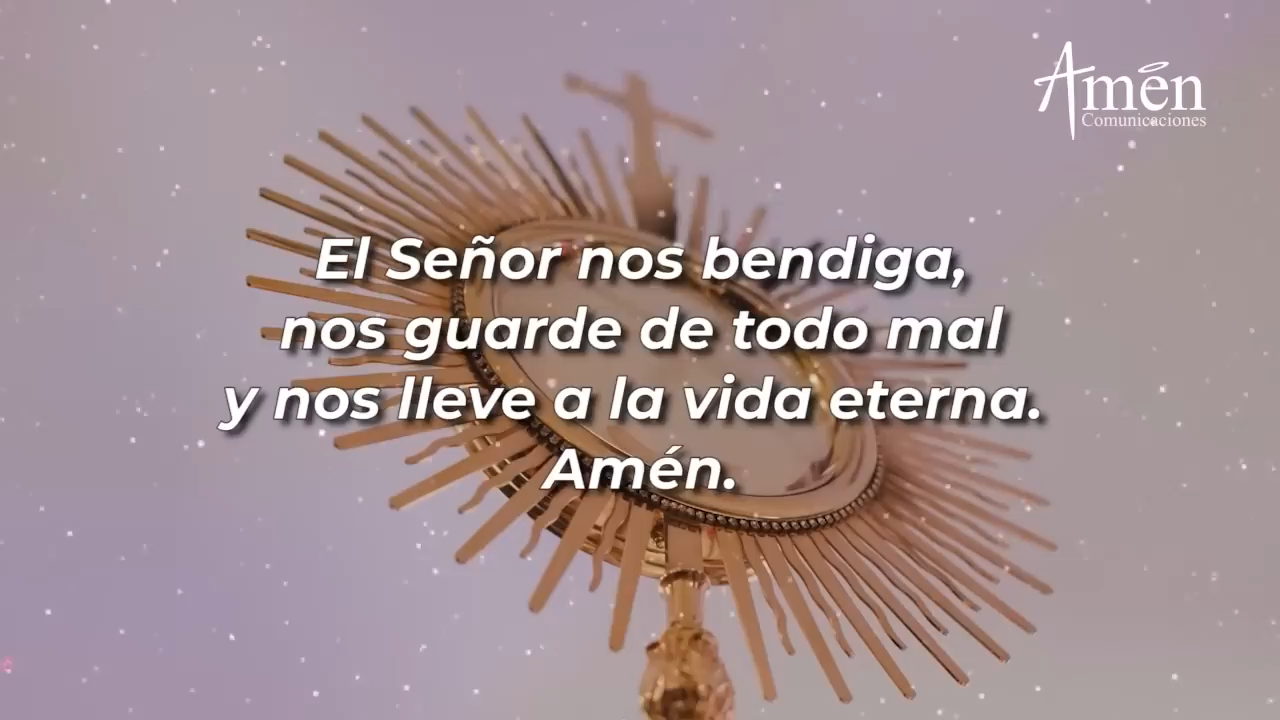 Amén
Comunicaciones
El Señor nos bendiga,
nos guarde de todo mal
y nos lleve a la vida eterna.
Amén.